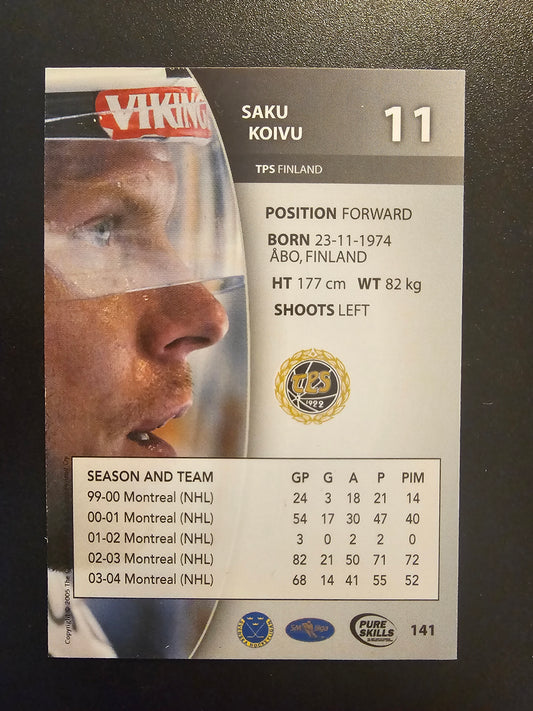 VIKING
SAKU
KOIVU
11
TPS FINLAND
POSITION FORWARD
BORN 23-11-1974
ÅBO, FINLAND
HT 177 cm WT 82 kg
SHOOTS LEFT
TPS
1922
SEASON AND TEAM GP G A P PIM
99-00 Montreal (NHL) 24 3 18 21 14
00-01 Montreal (NHL) 54 17 30 47 40
01-02 Montreal (NHL) 3 0 2 2 0
02-03 Montreal (NHL) 82 21 50 71 72
03-04 Montreal (NHL) 68 14 41 55 52
Copyright © 2005 The
PURE
SKILLS
141